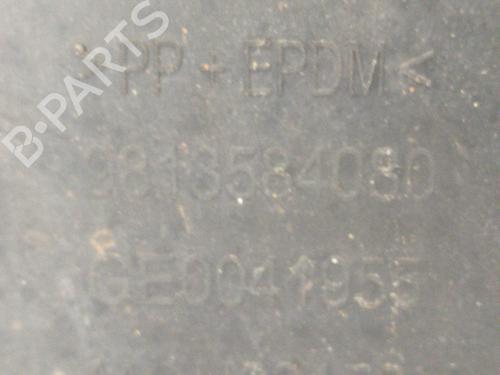 >PP + EPDM<
9813584080
GE0041955
B-PARTS